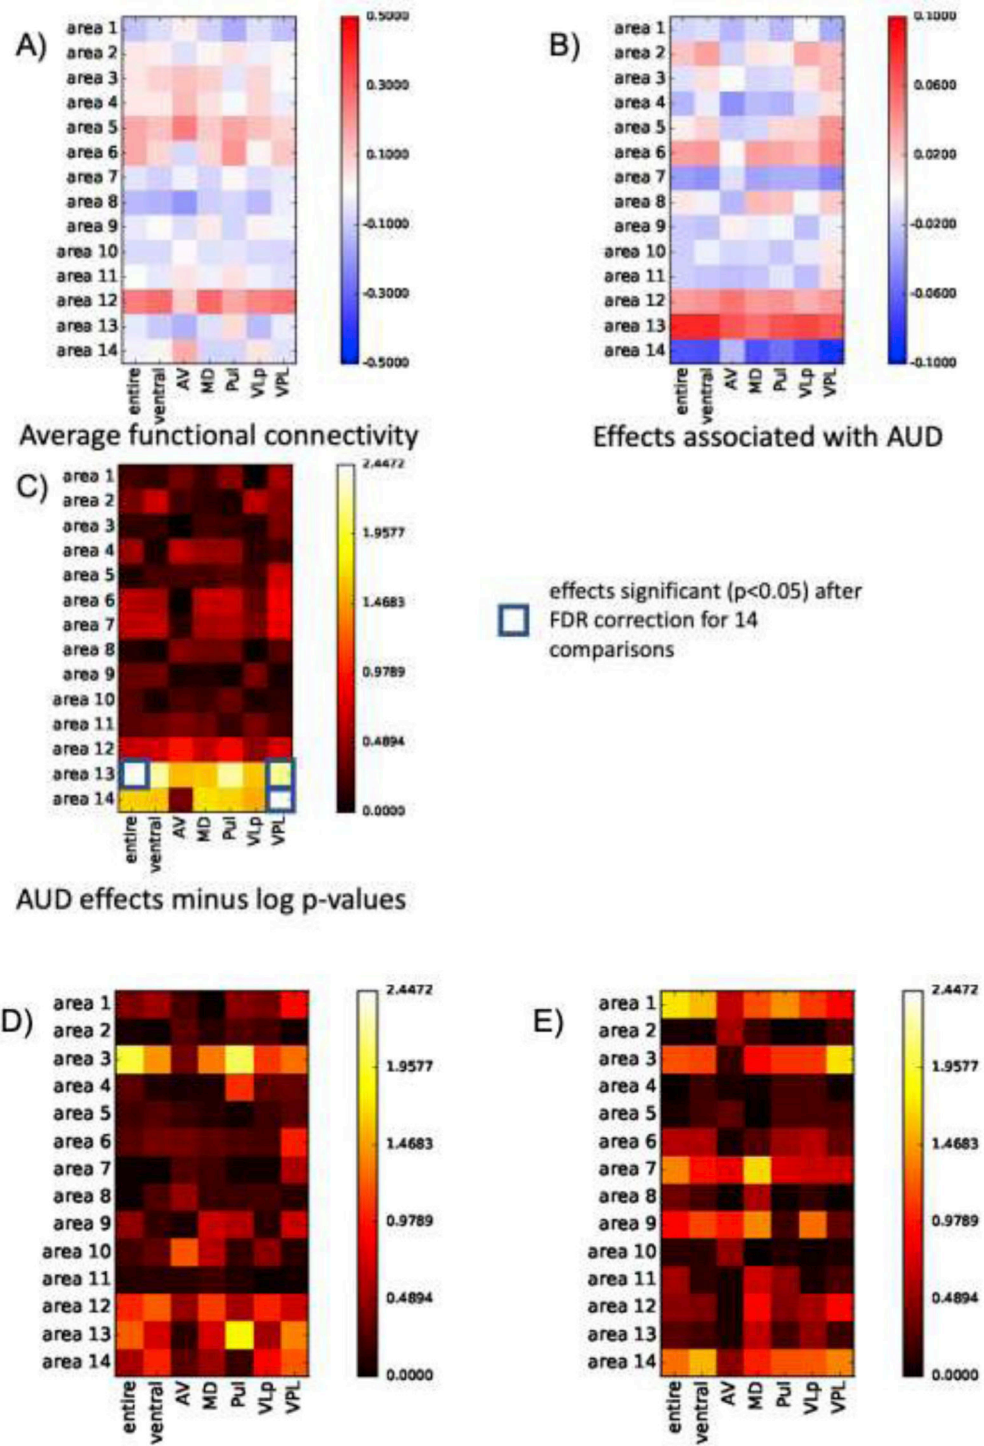 A)
area 1
area 2
area 3
area 4
area 5
area 6
area 7
area 8
area 9
area 10
area 11
area 12
area 13
area 14
entire
ventral
AV
MD
Pul
VLp
VPL
0.5000
0.3000
0.1000
-0.1000
-0.3000
-0.5000
Average functional connectivity
B)
area 1
area 2
area 3
area 4
area 5
area 6
area 7
area 8
area 9
area 10
area 11
area 12
area 13
area 14
entire
ventral
AV
MD
Pul
VLp
VPL
0.1000
0.0600
0.0200
-0.0200
-0.0600
-0.1000
Effects associated with AUD
C)
area 1
area 2
area 3
area 4
area 5
area 6
area 7
area 8
area 9
area 10
area 11
area 12
area 13
area 14
entire
ventral
AV
MD
Pul
VLp
VPL
2.4472
1.9577
1.4683
0.9789
0.4894
0.0000
AUD effects minus log p-values
effects significant (p<0.05) after
FDR correction for 14
comparisons
D)
area 1
area 2
area 3
area 4
area 5
area 6
area 7
area 8
area 9
area 10
area 11
area 12
area 13
area 14
entire
ventral
AV
MD
Pul
VLp
VPL
2.4472
1.9577
1.4683
0.9789
0.4894
0.0000
E)
area 1
area 2
area 3
area 4
area 5
area 6
area 7
area 8
area 9
area 10
area 11
area 12
area 13
area 14
entire
ventral
AV
MD
Pul
VLp
VPL
2.4472
1.9577
1.4683
0.9789
0.4894
0.0000